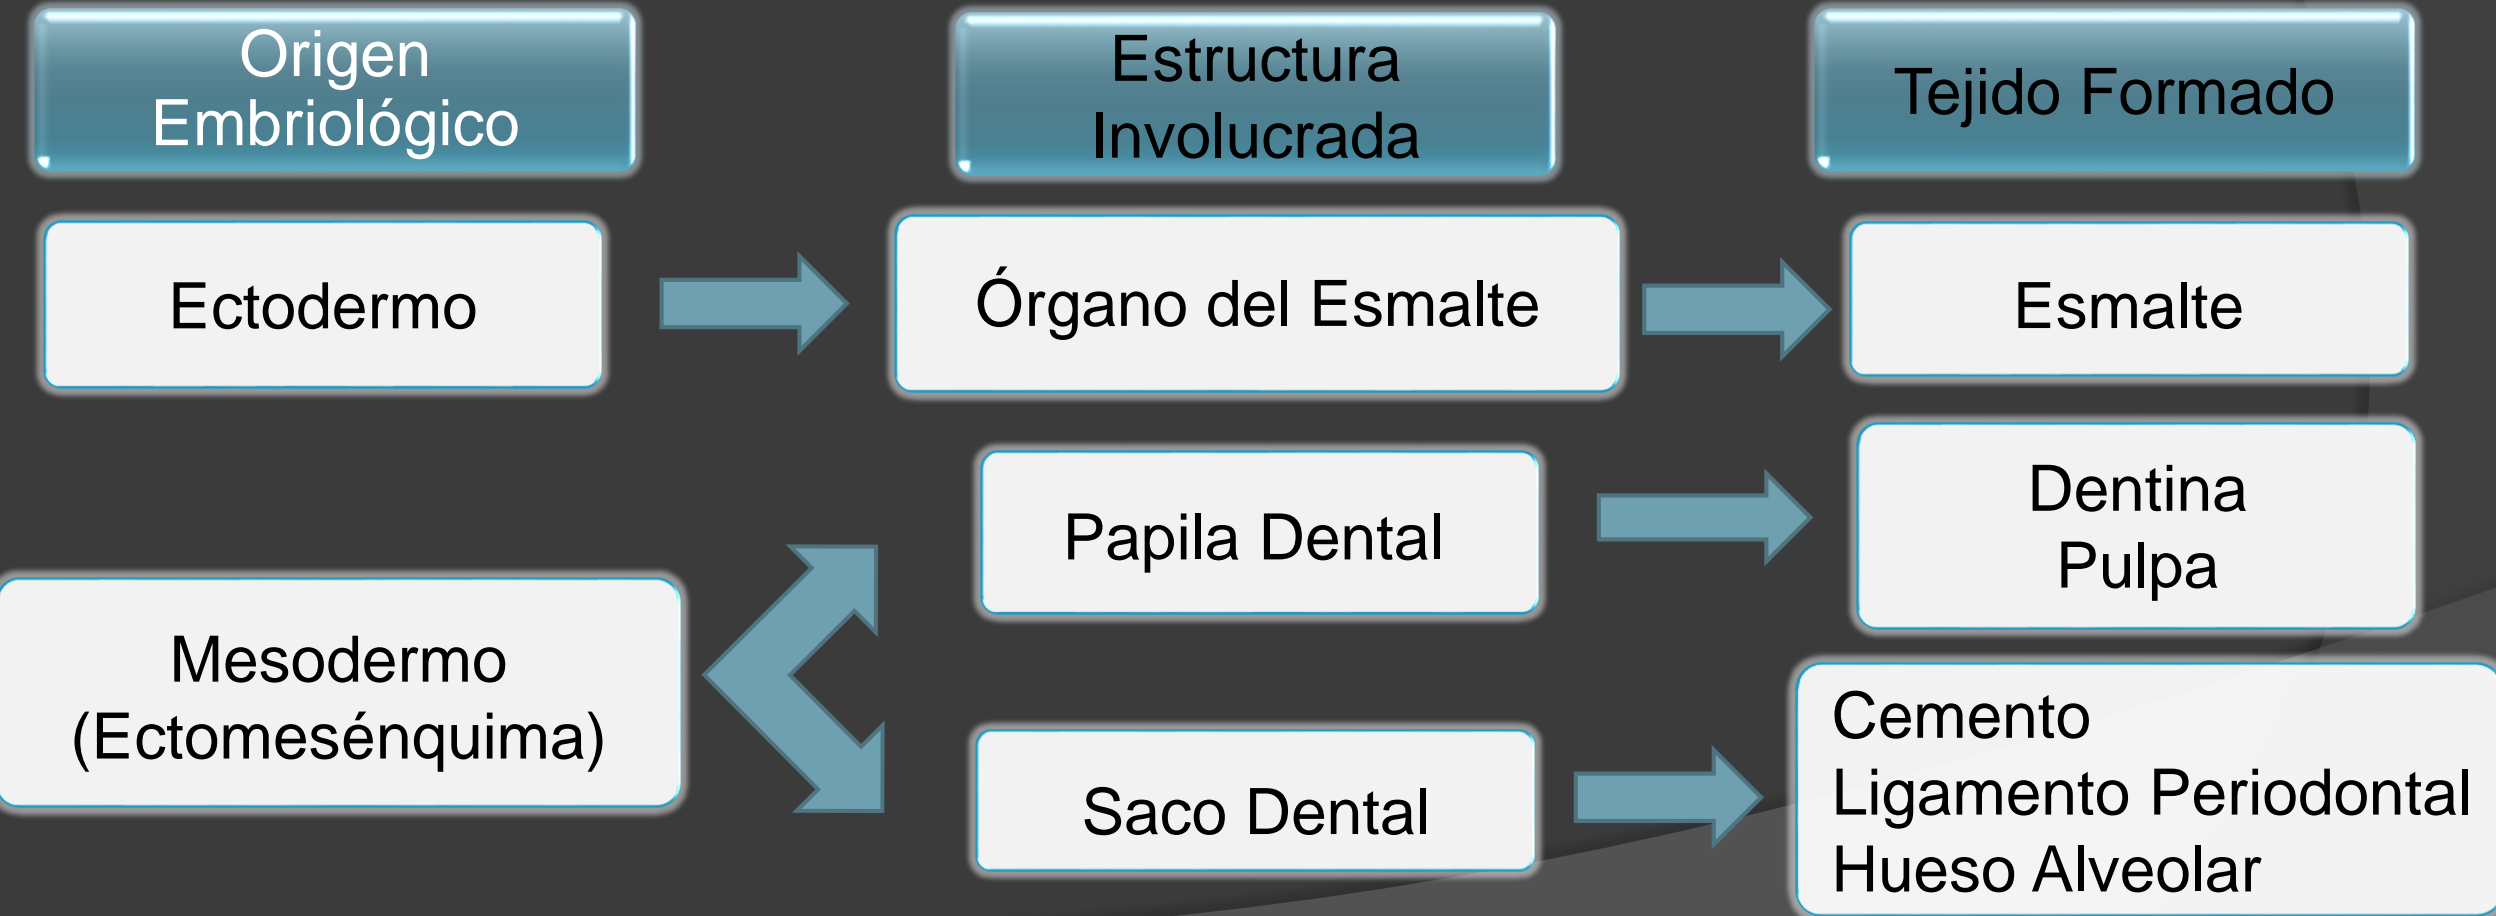 Origen
Embriológico
Estructura
Involucrada
Tejido Formado
Ectodermo
Órgano del Esmalte
Esmalte
Mesodermo
(Ectomesénquima)
Papila Dental
Dentina
Pulpa
Saco Dental
Cemento
Ligamento Periodontal
Hueso Alveolar